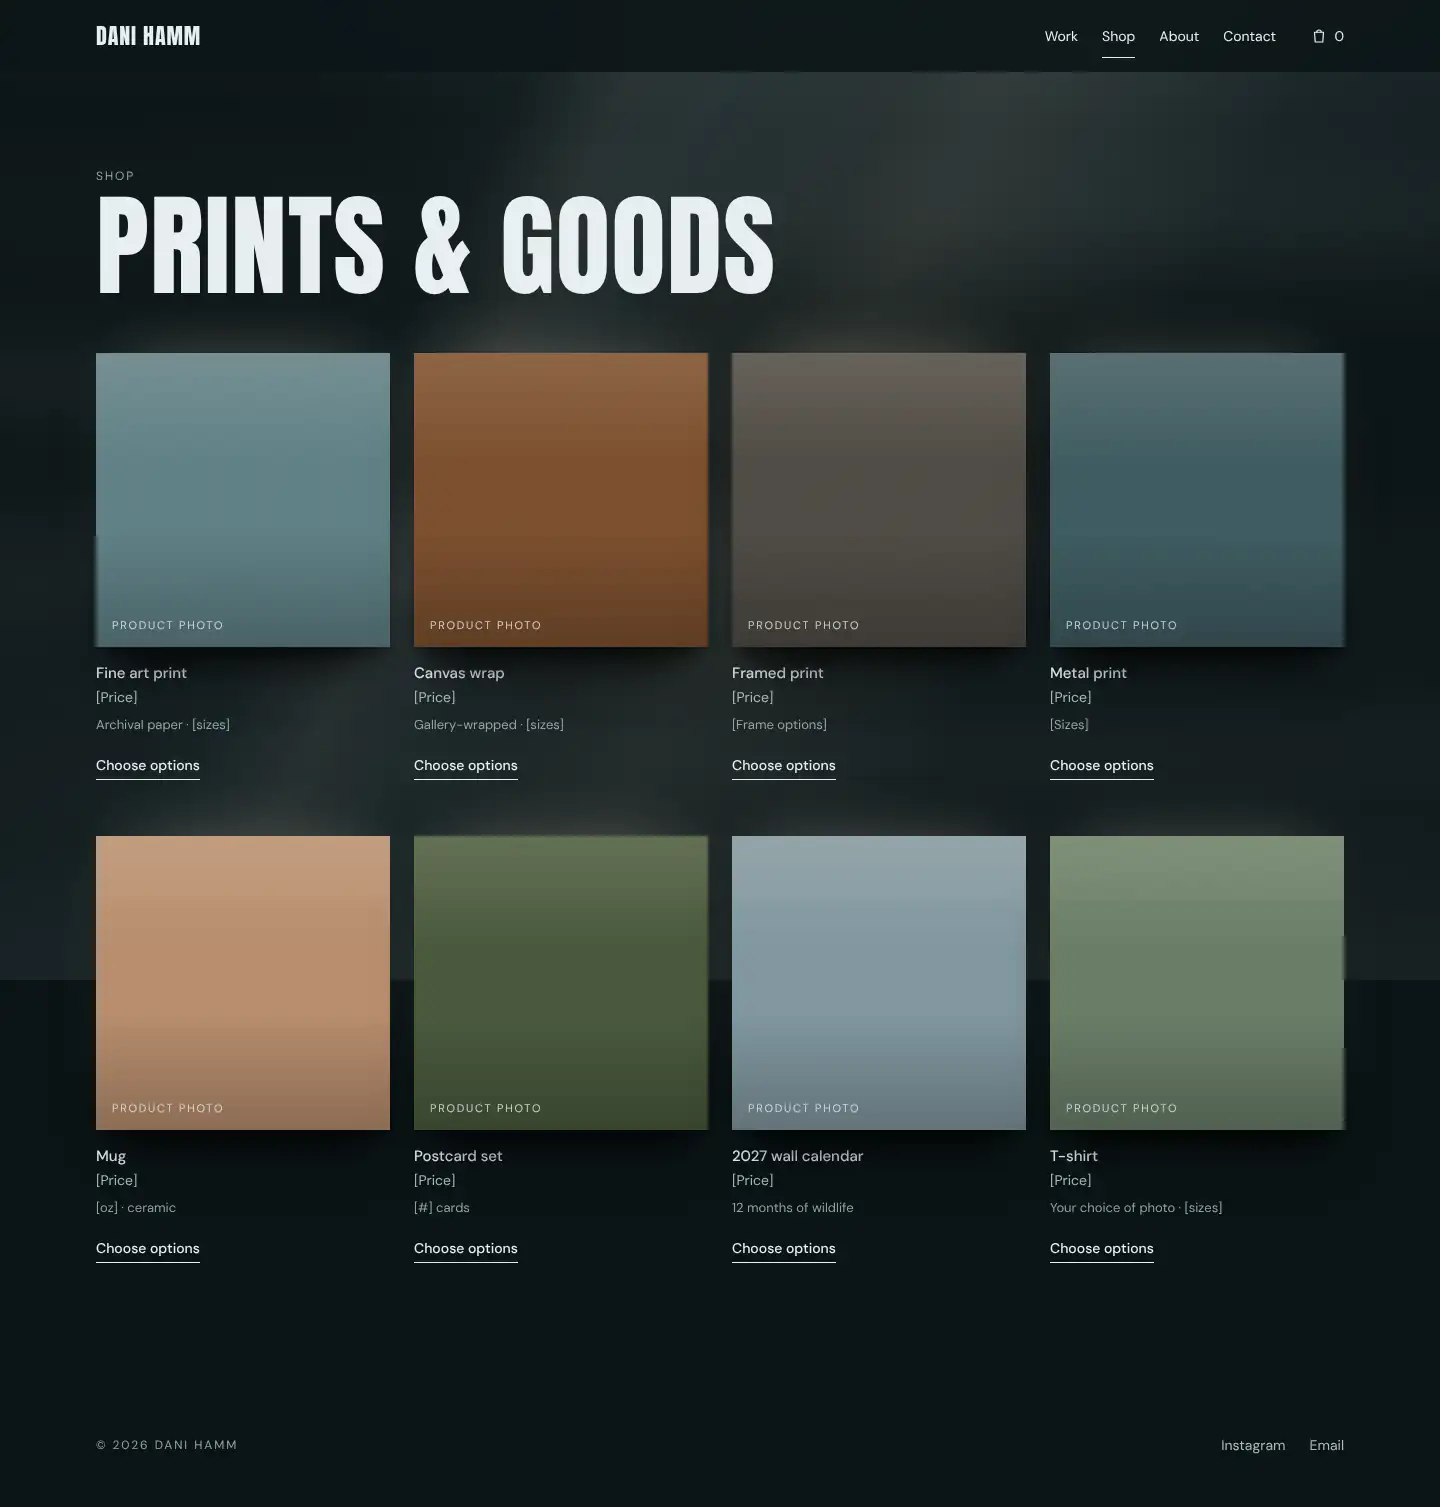 DANI HAMM
Work Shop About Contact 0
SHOP
PRINTS & GOODS
PRODUCT PHOTO PRODUCT PHOTO PRODUCT PHOTO PRODUCT PHOTO
Fine art print
[Price]
Archival paper · [sizes]
Choose options
Canvas wrap
[Price]
Gallery-wrapped · [sizes]
Choose options
Framed print
[Price]
[Frame options]
Choose options
Metal print
[Price]
[Sizes]
Choose options
PRODUCT PHOTO PRODUCT PHOTO PRODUCT PHOTO PRODUCT PHOTO
Mug
[Price]
[oz] · ceramic
Choose options
Postcard set
[Price]
[#] cards
Choose options
2027 wall calendar
[Price]
12 months of wildlife
Choose options
T-shirt
[Price]
Your choice of photo · [sizes]
Choose options
© 2026 DANI HAMM
Instagram Email